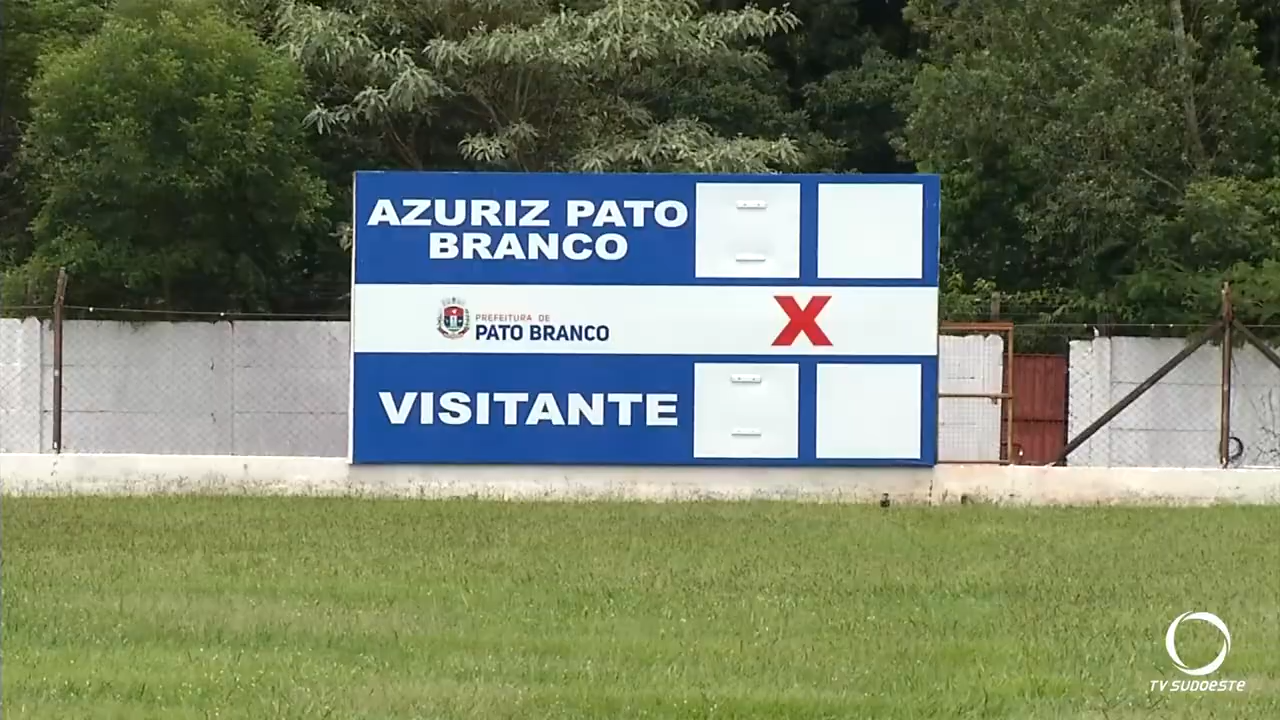 AZURIZ PATO
BRANCO
PREFEITURA DE
PATO BRANCO
X
VISITANTE
TV SUDOESTE